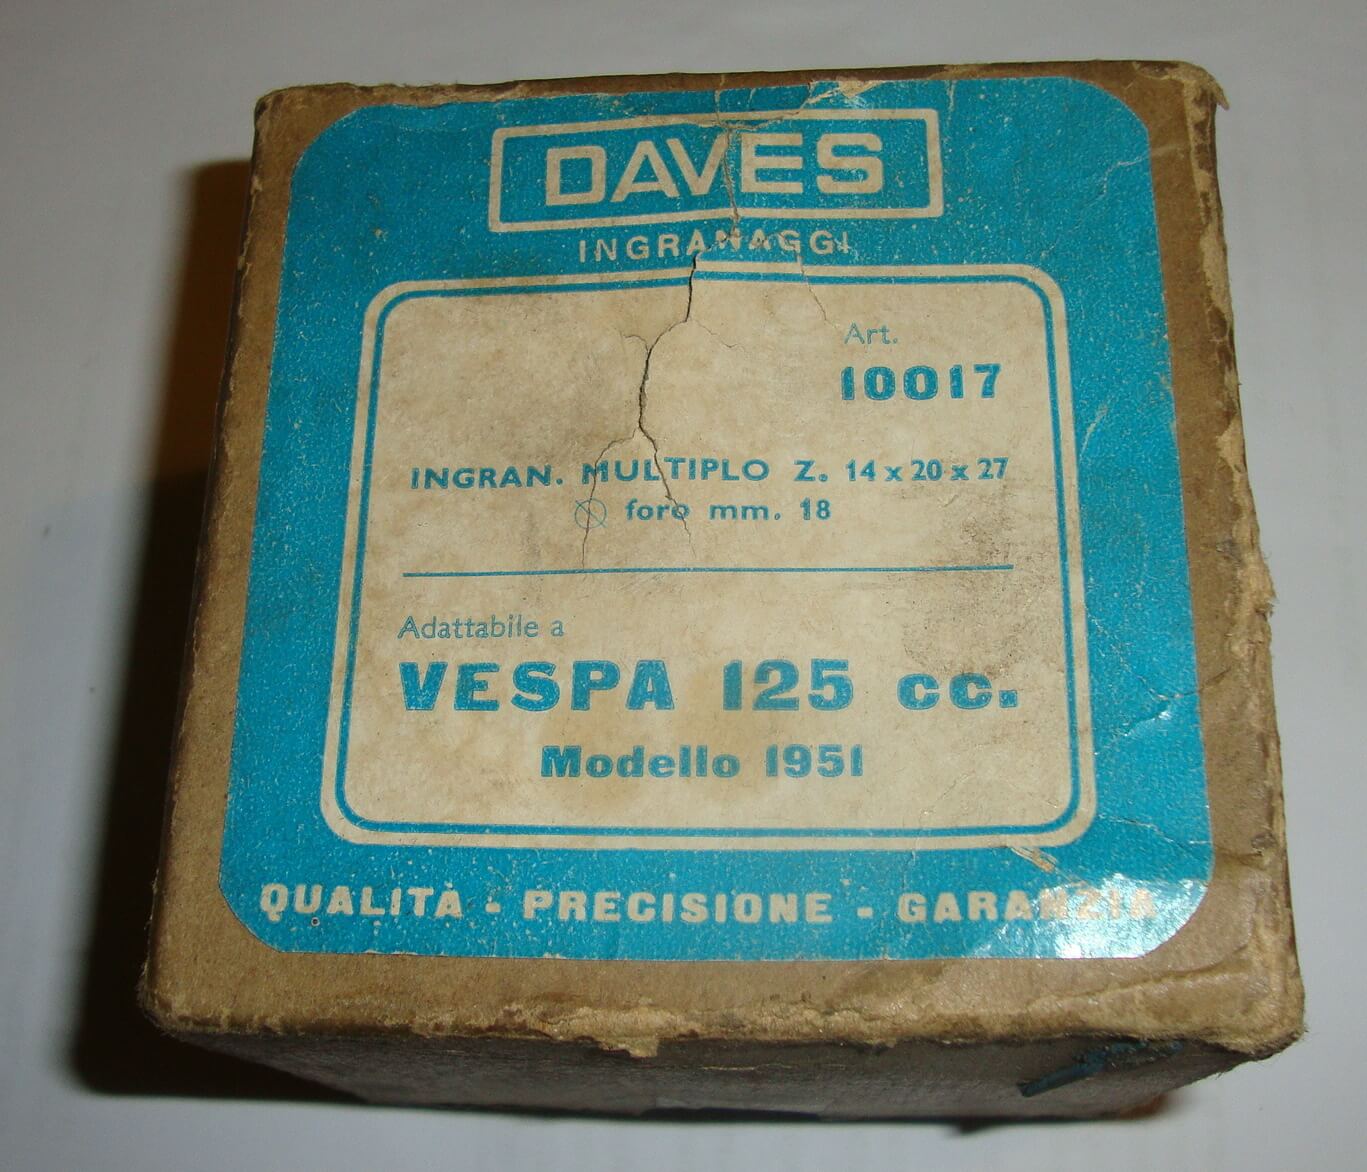 DAVES
INGRANAGGI
Art.
10017
INGRAN. MULTIPLO Z. 14 x 20 x 27
∅ foro mm. 18
Adattabile a
VESPA 125 cc.
Modello 1951
QUALITÀ - PRECISIONE - GARANZIA